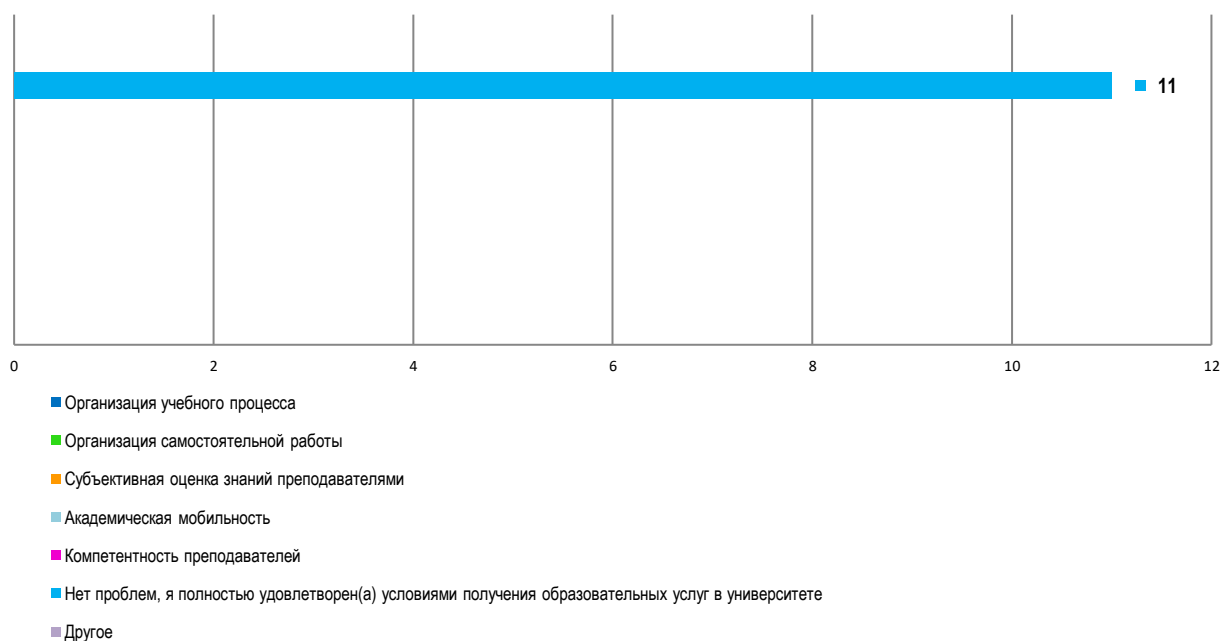 11
0 2 4 6 8 10 12
Организация учебного процесса
Организация самостоятельной работы
Субъективная оценка знаний преподавателями
Академическая мобильность
Компетентность преподавателей
Нет проблем, я полностью удовлетворен(а) условиями получения образовательных услуг в университете
Другое